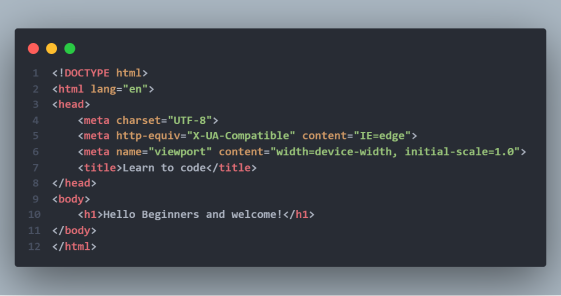 1 <!DOCTYPE html>
2 <html lang="en">
3 <head>
4     <meta charset="UTF-8">
5     <meta http-equiv="X-UA-Compatible" content="IE=edge">
6     <meta name="viewport" content="width=device-width, initial-scale=1.0">
7     <title>Learn to code</title>
8 </head>
9 <body>
10     <h1>Hello Beginners and welcome!</h1>
11 </body>
12 </html>